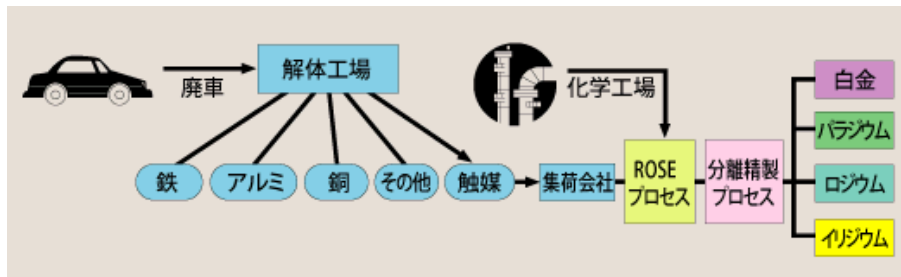 廃車
解体工場
鉄
アルミ
銅
その他
触媒
集荷会社
化学工場
ROSE
プロセス
分離精製
プロセス
白金
パラジウム
ロジウム
イリジウム